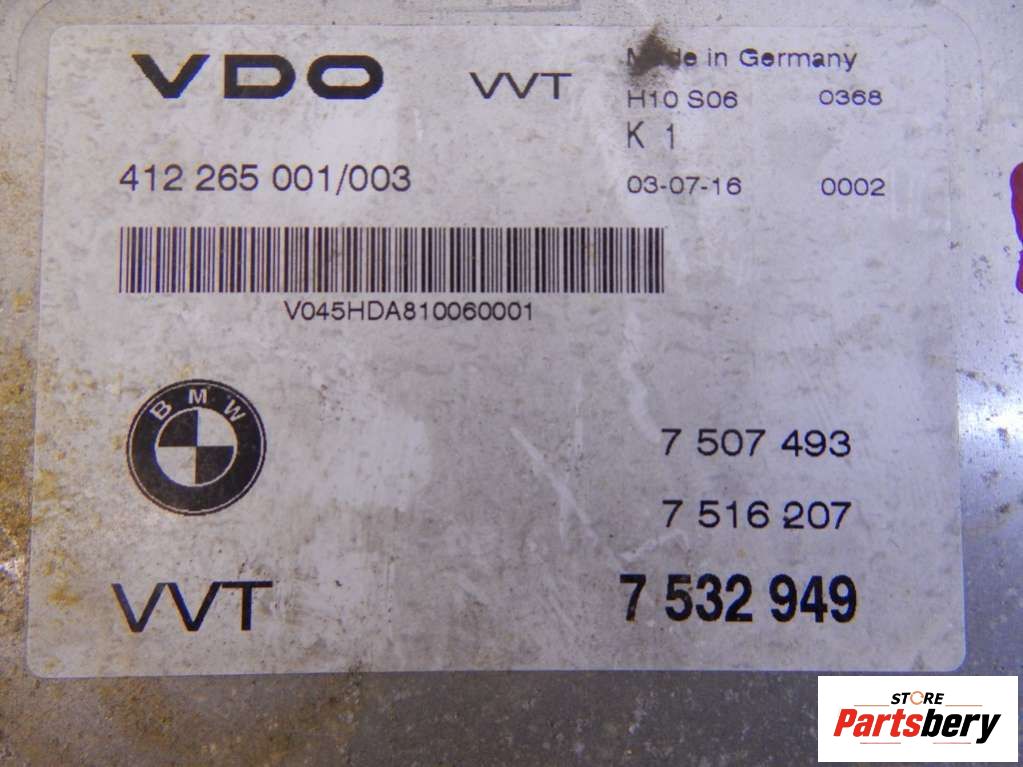 VDO VVT
Made in Germany
H10 S06 0368
K 1
412 265 001/003
03-07-16 0002
V045HDA810060001
BMW
7 507 493
7 516 207
VVT 7 532 949
STORE
Partsbery